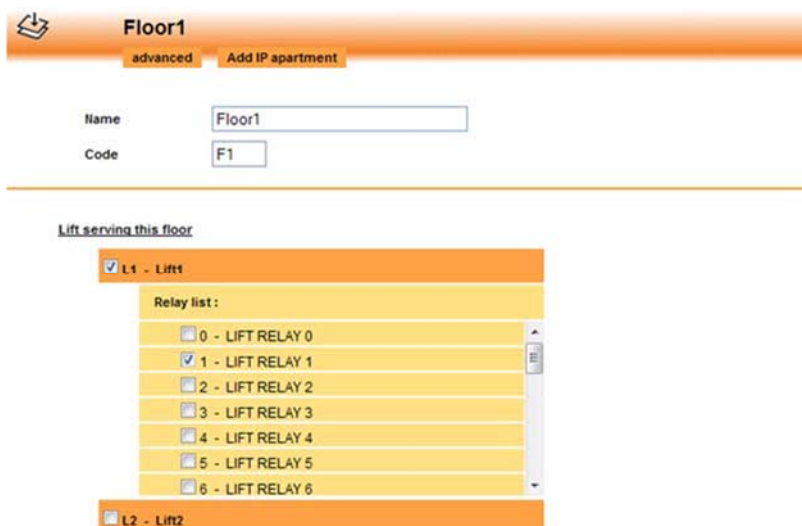 Floor1
advanced Add IP apartment
Name Floor1
Code F1
Lift serving this floor
L1 - Lift1
Relay list :
0 - LIFT RELAY 0
1 - LIFT RELAY 1
2 - LIFT RELAY 2
3 - LIFT RELAY 3
4 - LIFT RELAY 4
5 - LIFT RELAY 5
6 - LIFT RELAY 6
L2 - Lift2